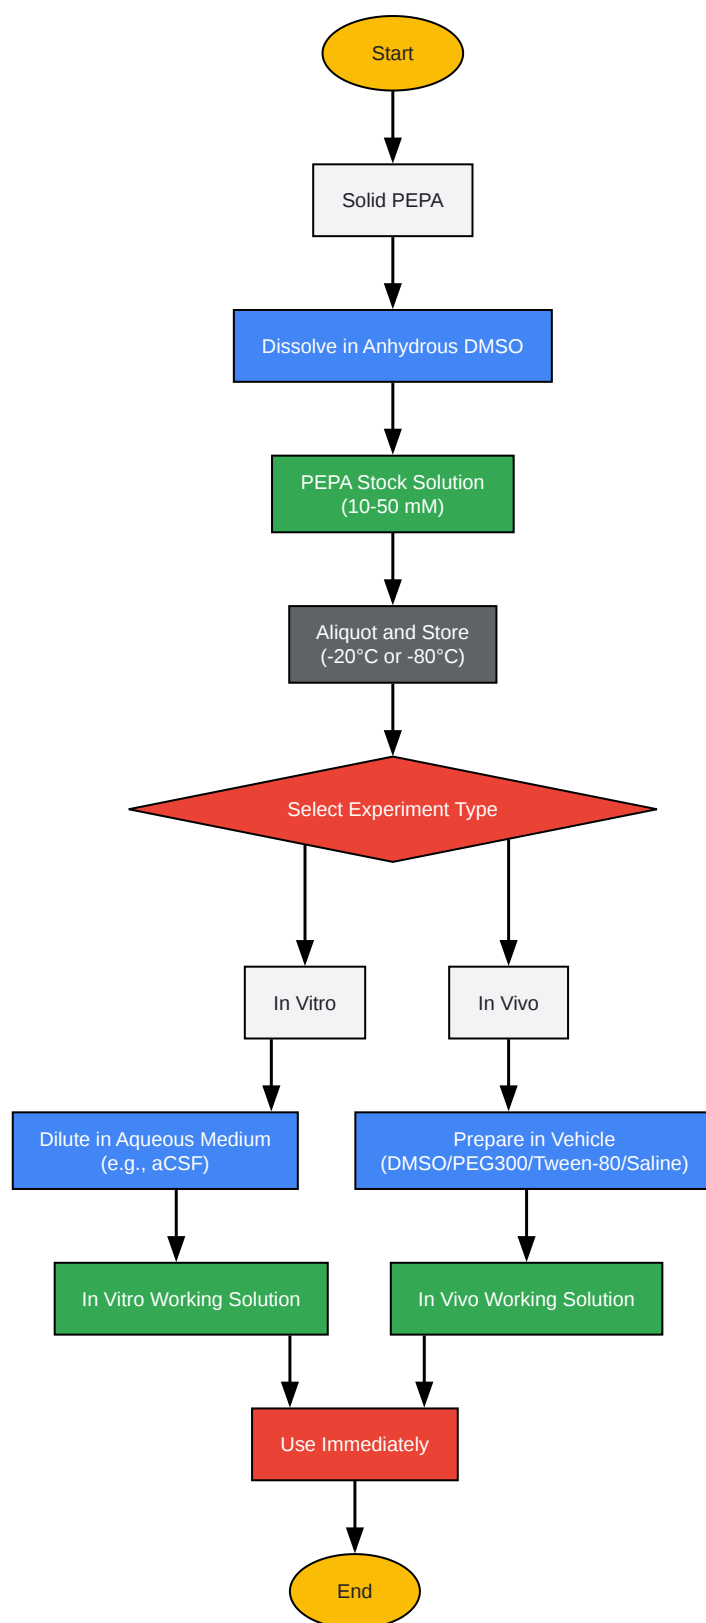 Start
Solid PEPA
Dissolve in Anhydrous DMSO
PEPA Stock Solution
(10-50 mM)
Aliquot and Store
(-20°C or -80°C)
Select Experiment Type
In Vitro
In Vivo
Dilute in Aqueous Medium
(e.g., aCSF)
Prepare in Vehicle
(DMSO/PEG300/Tween-80/Saline)
In Vitro Working Solution
In Vivo Working Solution
Use Immediately
End